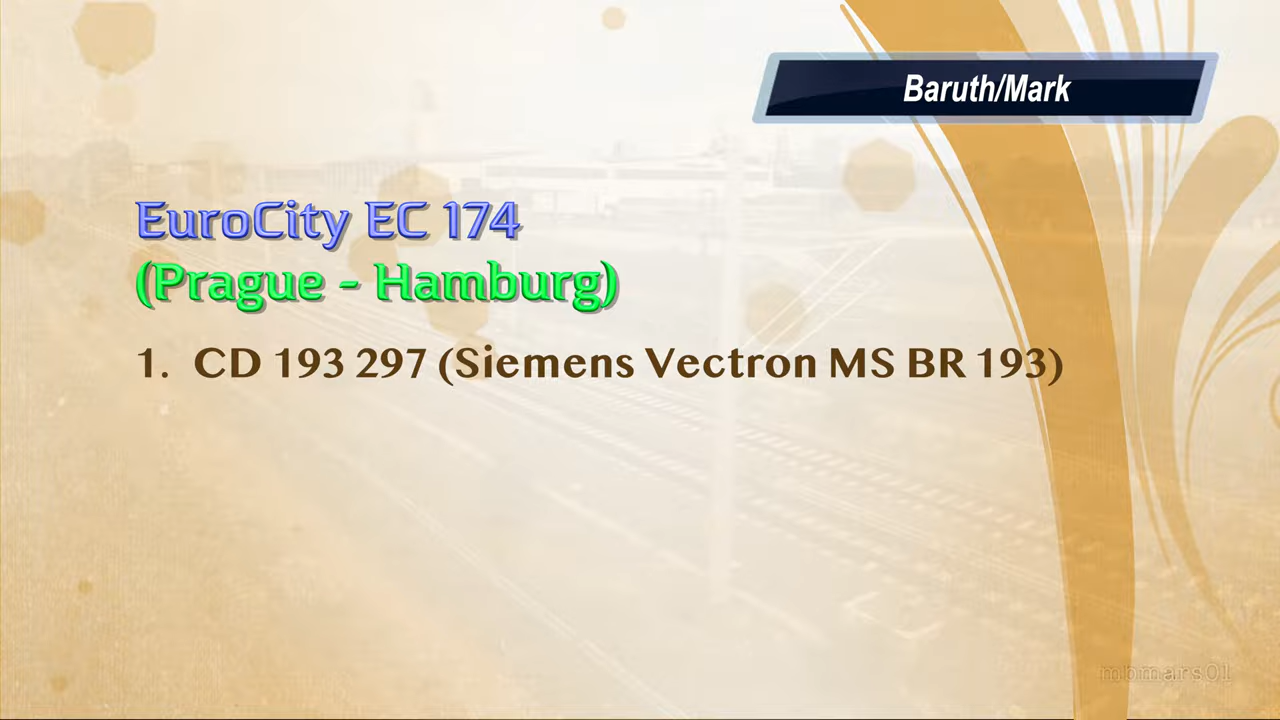 Baruth/Mark
EuroCity EC 174
(Prague - Hamburg)
1. CD 193 297 (Siemens Vectron MS BR 193)
mbmars01